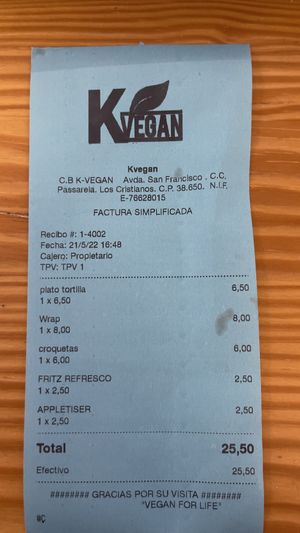 KVEGAN
Kvegan
C.B K-VEGAN Avda. San Francisco , C.C,
Passarela. Los Cristianos. C.P. 38.650. N.I.F.
E-76628015
FACTURA SIMPLIFICADA
Recibo #: 1-4002
Fecha: 21/5/22 16:48
Cajero: Propietario
TPV: TPV 1
plato tortilla 6,50
1 x 6,50
Wrap 8,00
1 x 8,00
croquetas 6,00
1 x 6,00
FRITZ REFRESCO 2,50
1 x 2,50
APPLETISER 2,50
1 x 2,50
Total 25,50
Efectivo 25,50
######## GRACIAS POR SU VISITA ########
"VEGAN FOR LIFE"